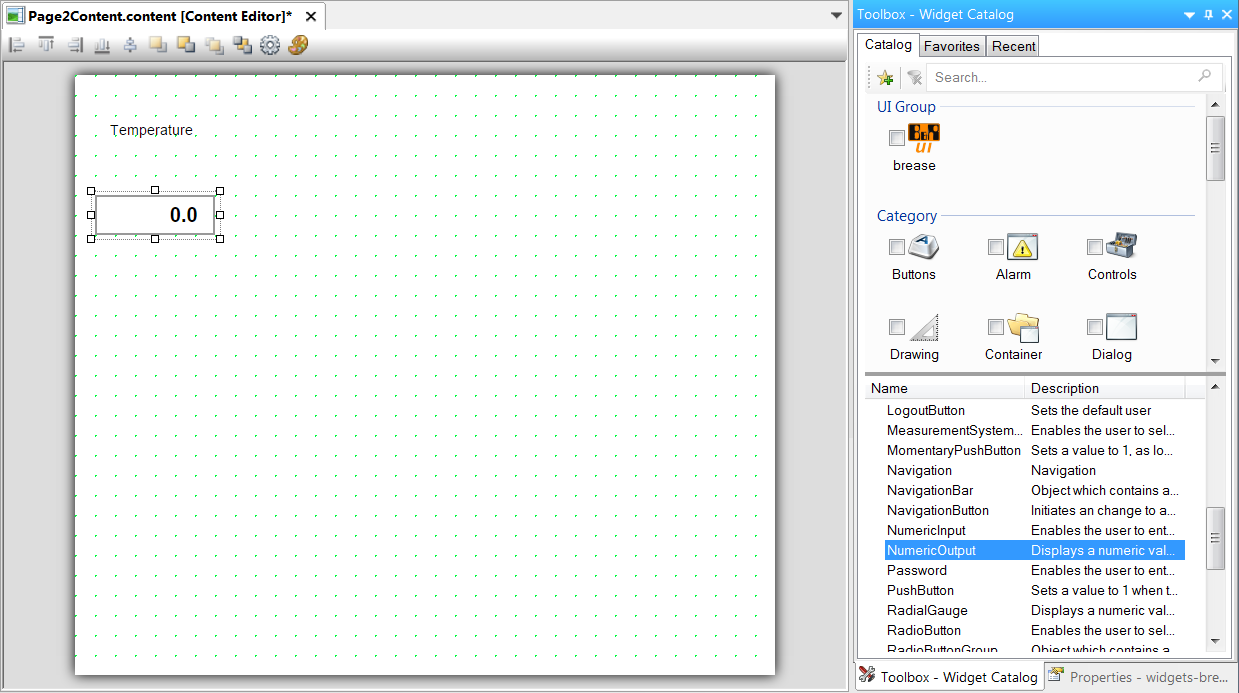 Page2Content.content [Content Editor]*
Temperature
0.0
Toolbox - Widget Catalog
Catalog Favorites Recent
Search...
UI Group
B&R
UI
brease
Category
Buttons Alarm Controls
Drawing Container Dialog
Name Description
LogoutButton Sets the default user
MeasurementSystem... Enables the user to sel...
MomentaryPushButton Sets a value to 1, as lo...
Navigation Navigation
NavigationBar Object which contains a...
NavigationButton Initiates an change to a...
NumericInput Enables the user to ent...
NumericOutput Displays a numeric val...
Password Enables the user to ent...
PushButton Sets a value to 1 when t...
RadialGauge Displays a numeric val...
RadioButton Enables the user to sel...
RadioButtonGroup Object which contains a
Toolbox - Widget Catalog Properties - widgets-bre...